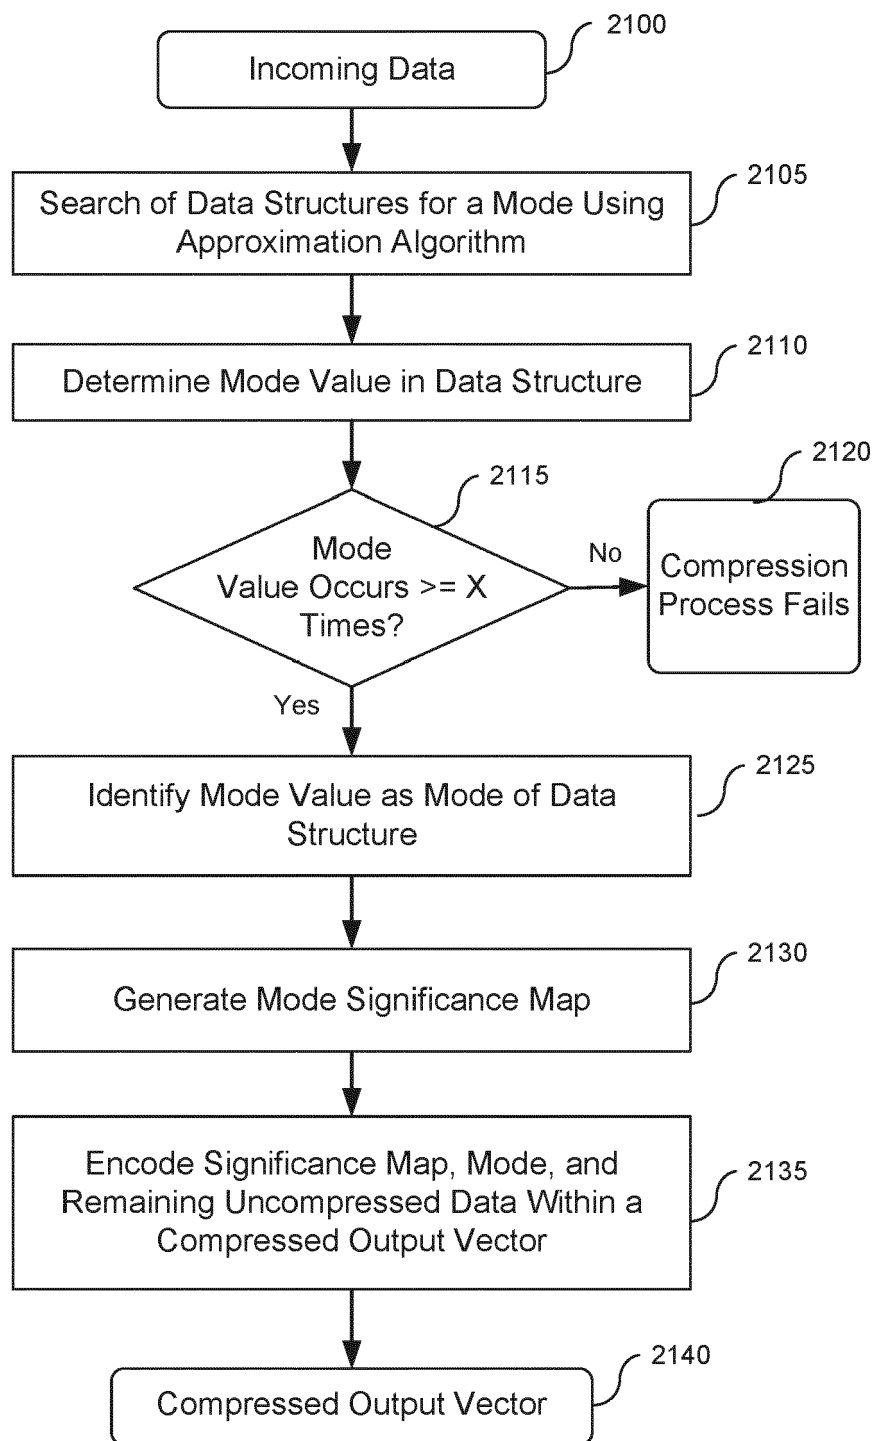 2100
Incoming Data
2105
Search of Data Structures for a Mode Using
Approximation Algorithm
2110
Determine Mode Value in Data Structure
2115
2120
Mode
Value Occurs >= X
Times?
No
Compression
Process Fails
Yes
2125
Identify Mode Value as Mode of Data
Structure
2130
Generate Mode Significance Map
2135
Encode Significance Map, Mode, and
Remaining Uncompressed Data Within a
Compressed Output Vector
2140
Compressed Output Vector